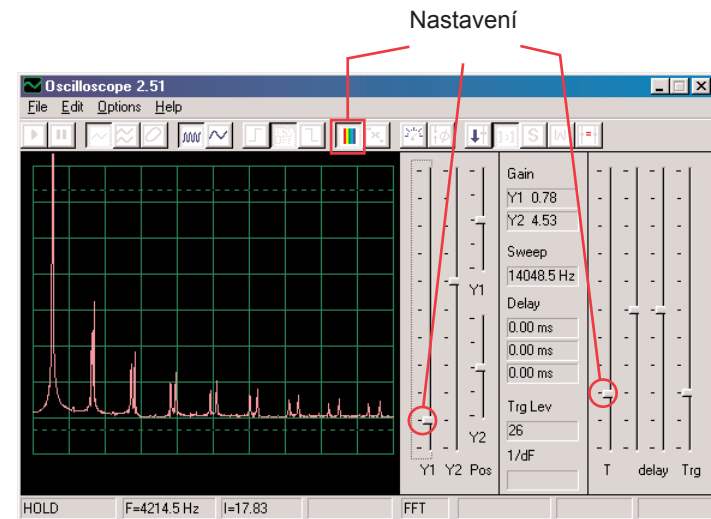 Nastavení
Oscilloscope 2.51
File Edit Options Help
Gain
Y1 0.78
Y2 4.53
Sweep
14048.5 Hz
Y1
Delay
0.00 ms
0.00 ms
0.00 ms
Trg Lev
26
Y2
1/dF
Y1 Y2 Pos
T delay Trg
HOLD F=4214.5 Hz I=17.83 FFT